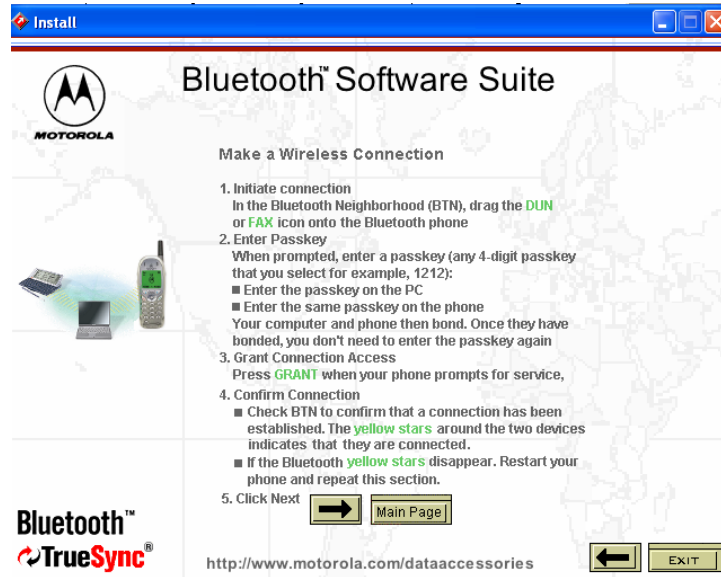 Install
Bluetooth™ Software Suite
MOTOROLA
Make a Wireless Connection
1. Initiate connection
In the Bluetooth Neighborhood (BTN), drag the DUN
or FAX icon onto the Bluetooth phone
2. Enter Passkey
When prompted, enter a passkey (any 4-digit passkey
that you select for example, 1212):
■ Enter the passkey on the PC
■ Enter the same passkey on the phone
Your computer and phone then bond. Once they have
bonded, you don't need to enter the passkey again
3. Grant Connection Access
Press GRANT when your phone prompts for service,
4. Confirm Connection
■ Check BTN to confirm that a connection has been
established. The yellow stars around the two devices
indicates that they are connected.
■ If the Bluetooth yellow stars disappear. Restart your
phone and repeat this section.
5. Click Next
Main Page
Bluetooth™
TrueSync®
http://www.motorola.com/dataaccessories
EXIT